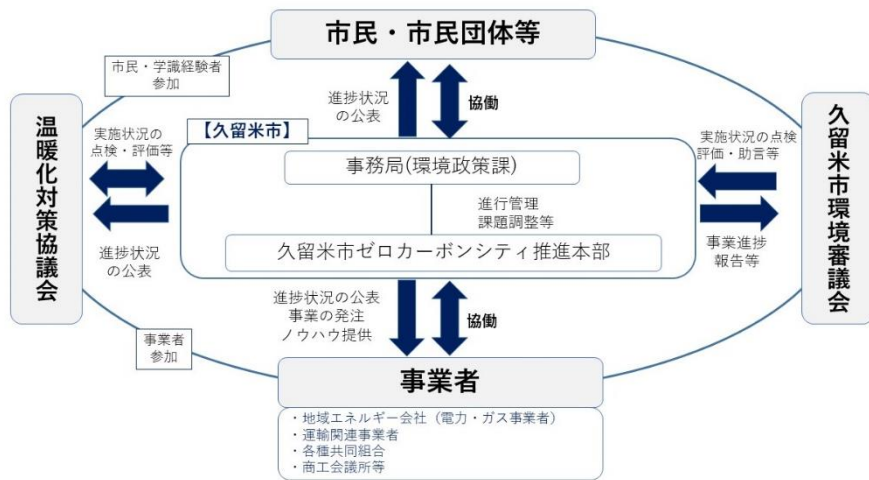 市民・市民団体等
市民・学識経験者
参加
進捗状況
の公表
協働
温暖化対策協議会
実施状況の
点検・評価等
進捗状況
の公表
【久留米市】
事務局(環境政策課)
進行管理
課題調整等
久留米市ゼロカーボンシティ推進本部
実施状況の点検
評価・助言等
事業進捗
報告等
久留米市環境審議会
進捗状況の公表
事業の発注
ノウハウ提供
協働
事業者
参加
事業者
・地域エネルギー会社（電力・ガス事業者）
・運輸関連事業者
・各種共同組合
・商工会議所等